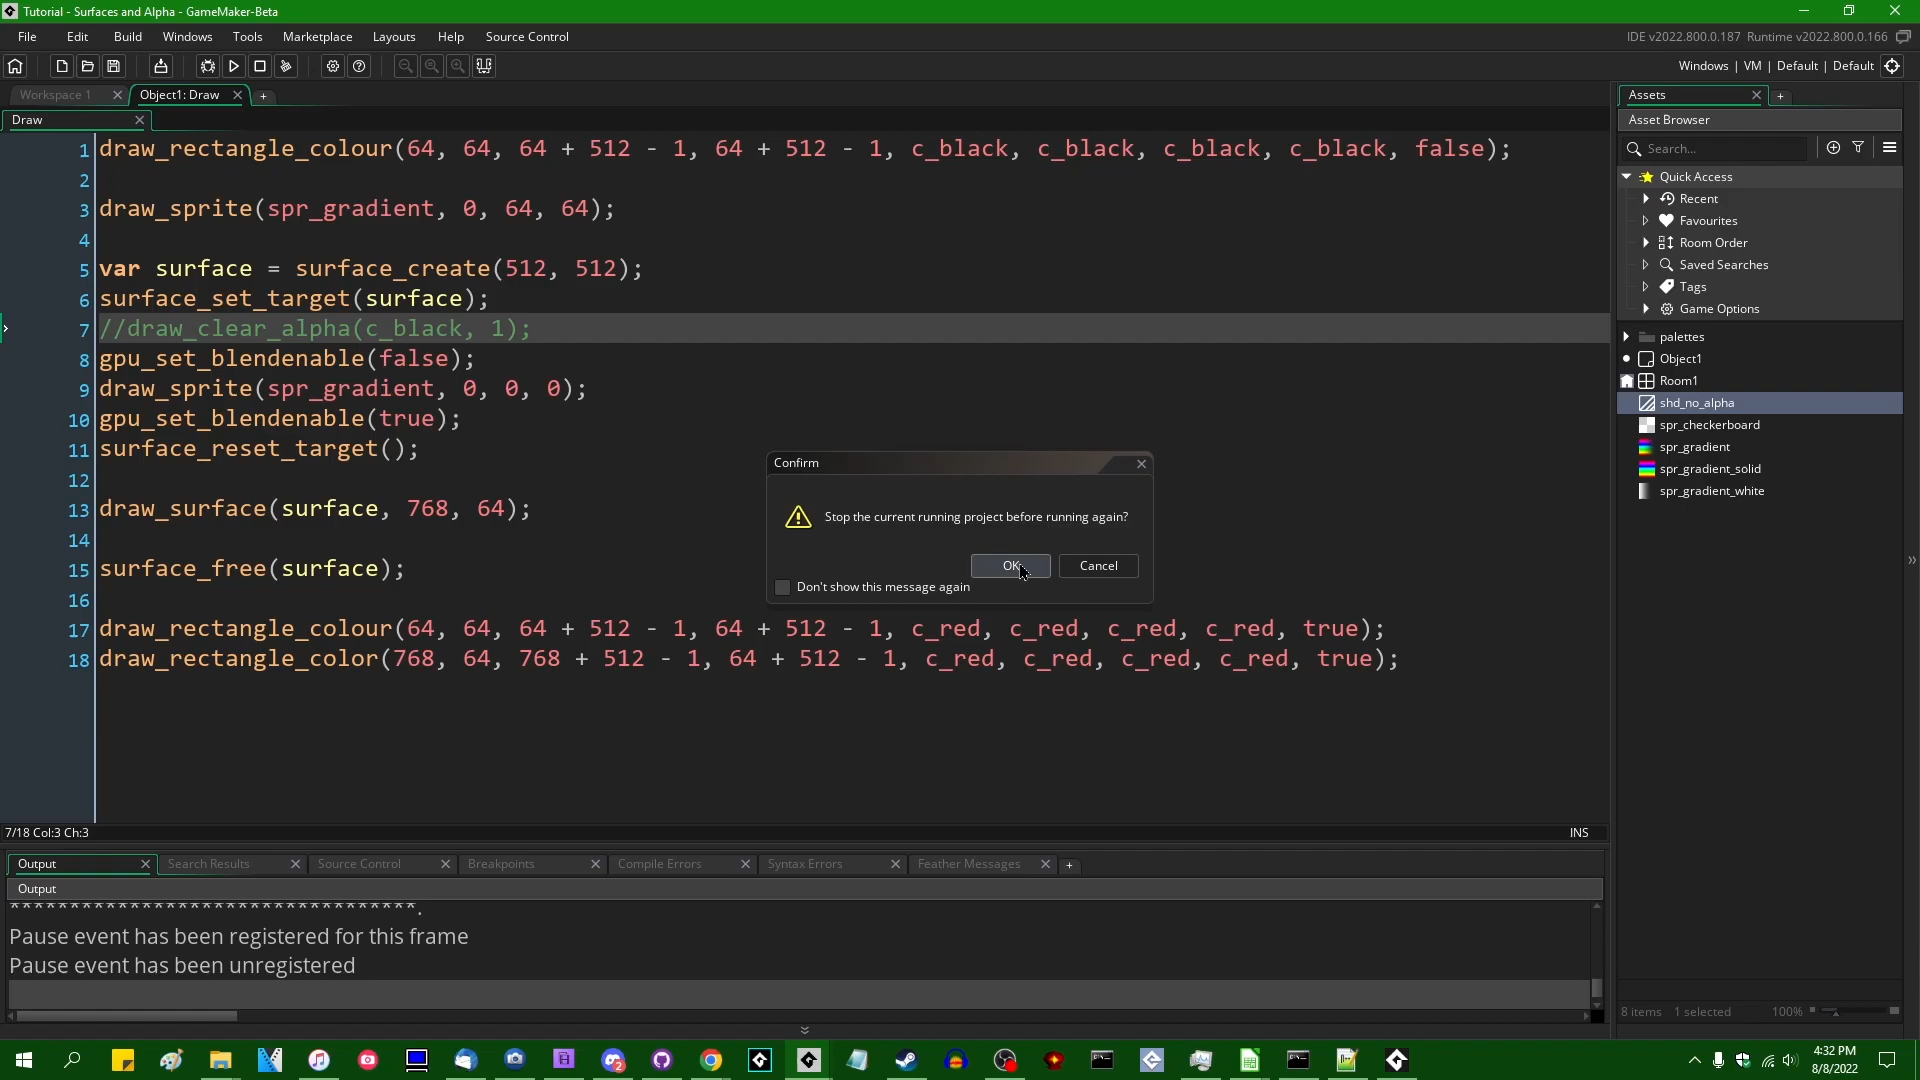 Tutorial - Surfaces and Alpha - GameMaker-Beta
File Edit Build Windows Tools Marketplace Layouts Help Source Control
IDE v2022.800.0.187 Runtime v2022.800.0.166
Windows | VM | Default | Default
Workspace 1
Object1: Draw
Draw
1 draw_rectangle_colour(64, 64, 64 + 512 - 1, 64 + 512 - 1, c_black, c_black, c_black, c_black, false);
2
3 draw_sprite(spr_gradient, 0, 64, 64);
4
5 var surface = surface_create(512, 512);
6 surface_set_target(surface);
7 //draw_clear_alpha(c_black, 1);
8 gpu_set_blendenable(false);
9 draw_sprite(spr_gradient, 0, 0, 0);
10 gpu_set_blendenable(true);
11 surface_reset_target();
12
13 draw_surface(surface, 768, 64);
14
15 surface_free(surface);
16
17 draw_rectangle_colour(64, 64, 64 + 512 - 1, 64 + 512 - 1, c_red, c_red, c_red, c_red, true);
18 draw_rectangle_color(768, 64, 768 + 512 - 1, 64 + 512 - 1, c_red, c_red, c_red, c_red, true);
Confirm
Stop the current running project before running again?
OK
Cancel
Don't show this message again
7/18 Col:3 Ch:3
INS
Output
Search Results
Source Control
Breakpoints
Compile Errors
Syntax Errors
Feather Messages
Output
**********************************.
Pause event has been registered for this frame
Pause event has been unregistered
Assets
Asset Browser
Search...
Quick Access
Recent
Favourites
Room Order
Saved Searches
Tags
Game Options
palettes
Object1
Room1
shd_no_alpha
spr_checkerboard
spr_gradient
spr_gradient_solid
spr_gradient_white
8 items 1 selected 100%
4:32 PM
8/8/2022